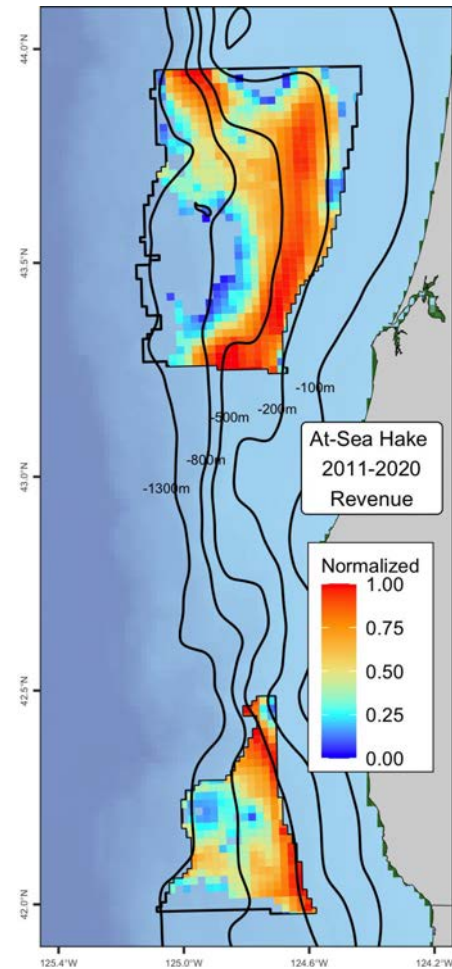 44.0°N
43.5°N
43.0°N
42.5°N
42.0°N
-100m
-200m
-500m
-800m
-1300m
At-Sea Hake
2011-2020
Revenue
Normalized
1.00
0.75
0.50
0.25
0.00
125.4°W
125.0°W
124.6°W
124.2°W